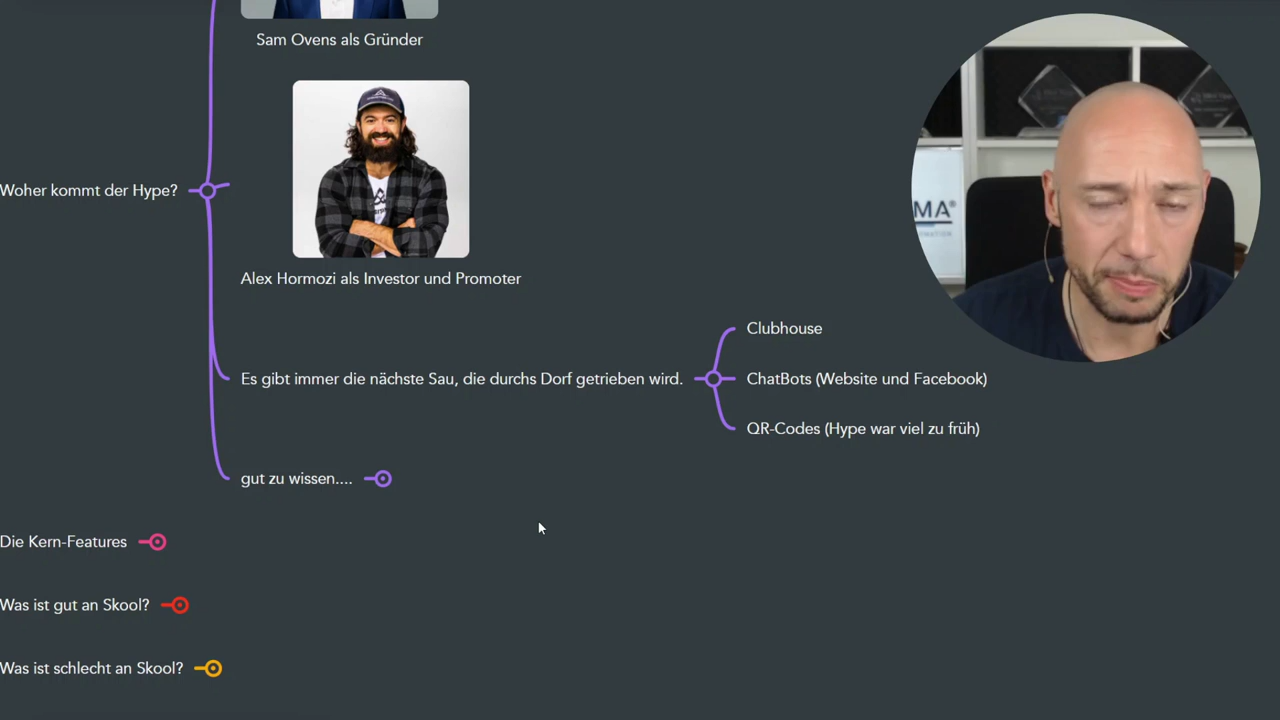 Sam Ovens als Gründer
Woher kommt der Hype?
Alex Hormozi als Investor und Promoter
Clubhouse
Es gibt immer die nächste Sau, die durchs Dorf getrieben wird.
ChatBots (Website und Facebook)
QR-Codes (Hype war viel zu früh)
gut zu wissen....
Die Kern-Features
Was ist gut an Skool?
Was ist schlecht an Skool?
MA®